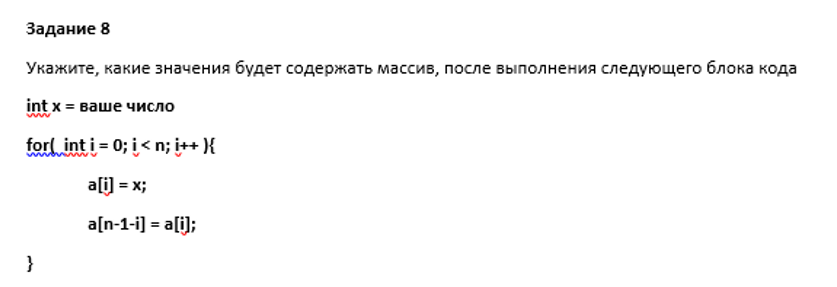 Задание 8
Укажите, какие значения будет содержать массив, после выполнения следующего блока кода
int x = ваше число
for( int i = 0; i < n; i++ ){
a[i] = x;
a[n-1-i] = a[i];
}